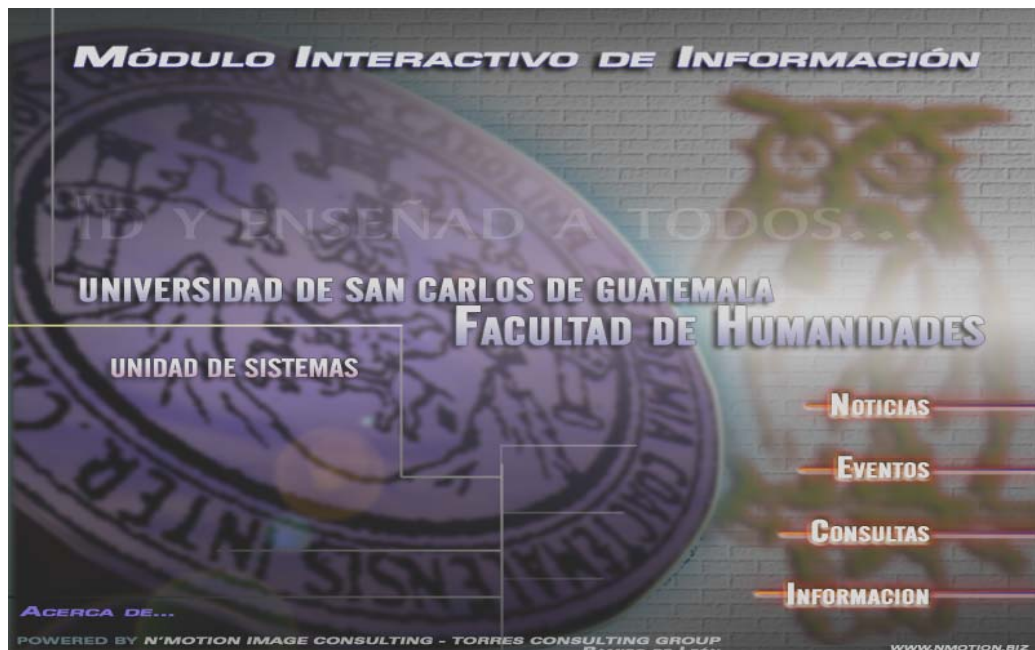 MÓDULO INTERACTIVO DE INFORMACIÓN
ID Y ENSEÑAD A TODOS...
UNIVERSIDAD DE SAN CARLOS DE GUATEMALA
FACULTAD DE HUMANIDADES
UNIDAD DE SISTEMAS
NOTICIAS
EVENTOS
CONSULTAS
INFORMACION
INTER
ACERCA DE...
POWERED BY N'MOTION IMAGE CONSULTING - TORRES CONSULTING GROUP
WWW.NMOTION.BIZ